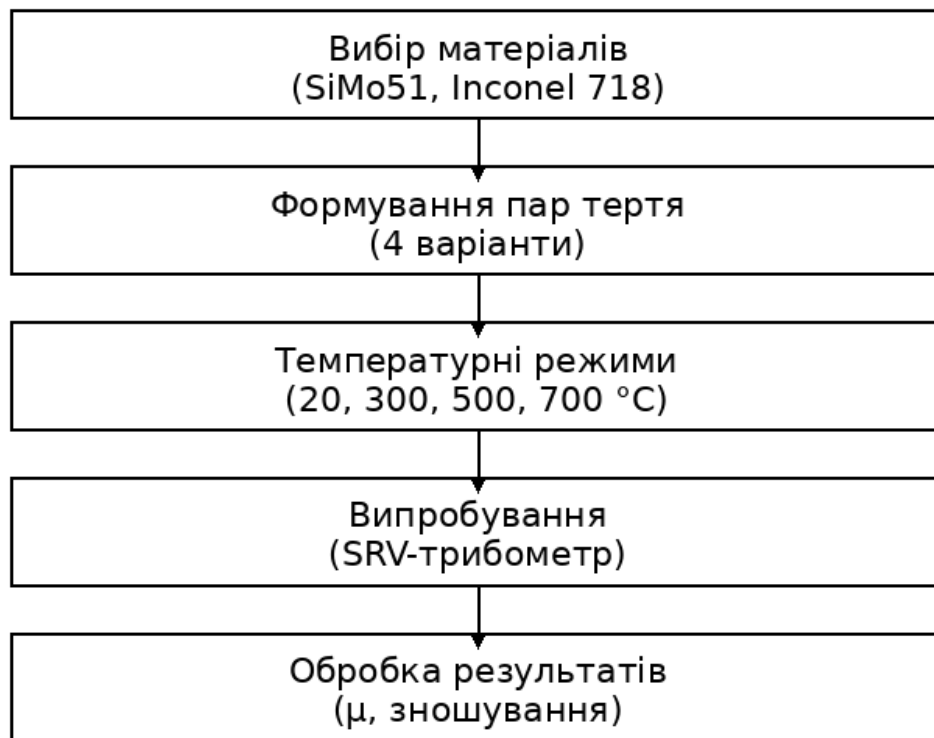 Вибір матеріалів
(SiMo51, Inconel 718)
Формування пар тертя
(4 варіанти)
Температурні режими
(20, 300, 500, 700 °C)
Випробування
(SRV-трибометр)
Обробка результатів
(μ, зношування)